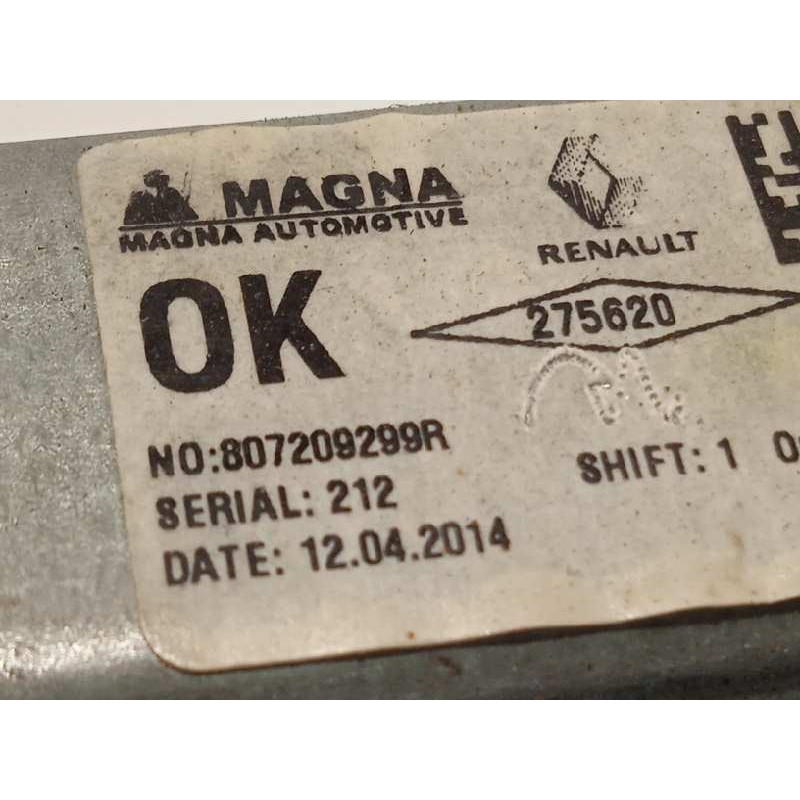 MAGNA
MAGNA AUTOMOTIVE
RENAULT
OK
275620
NO:807209299R
SHIFT: 1
SERIAL: 212
DATE: 12.04.2014